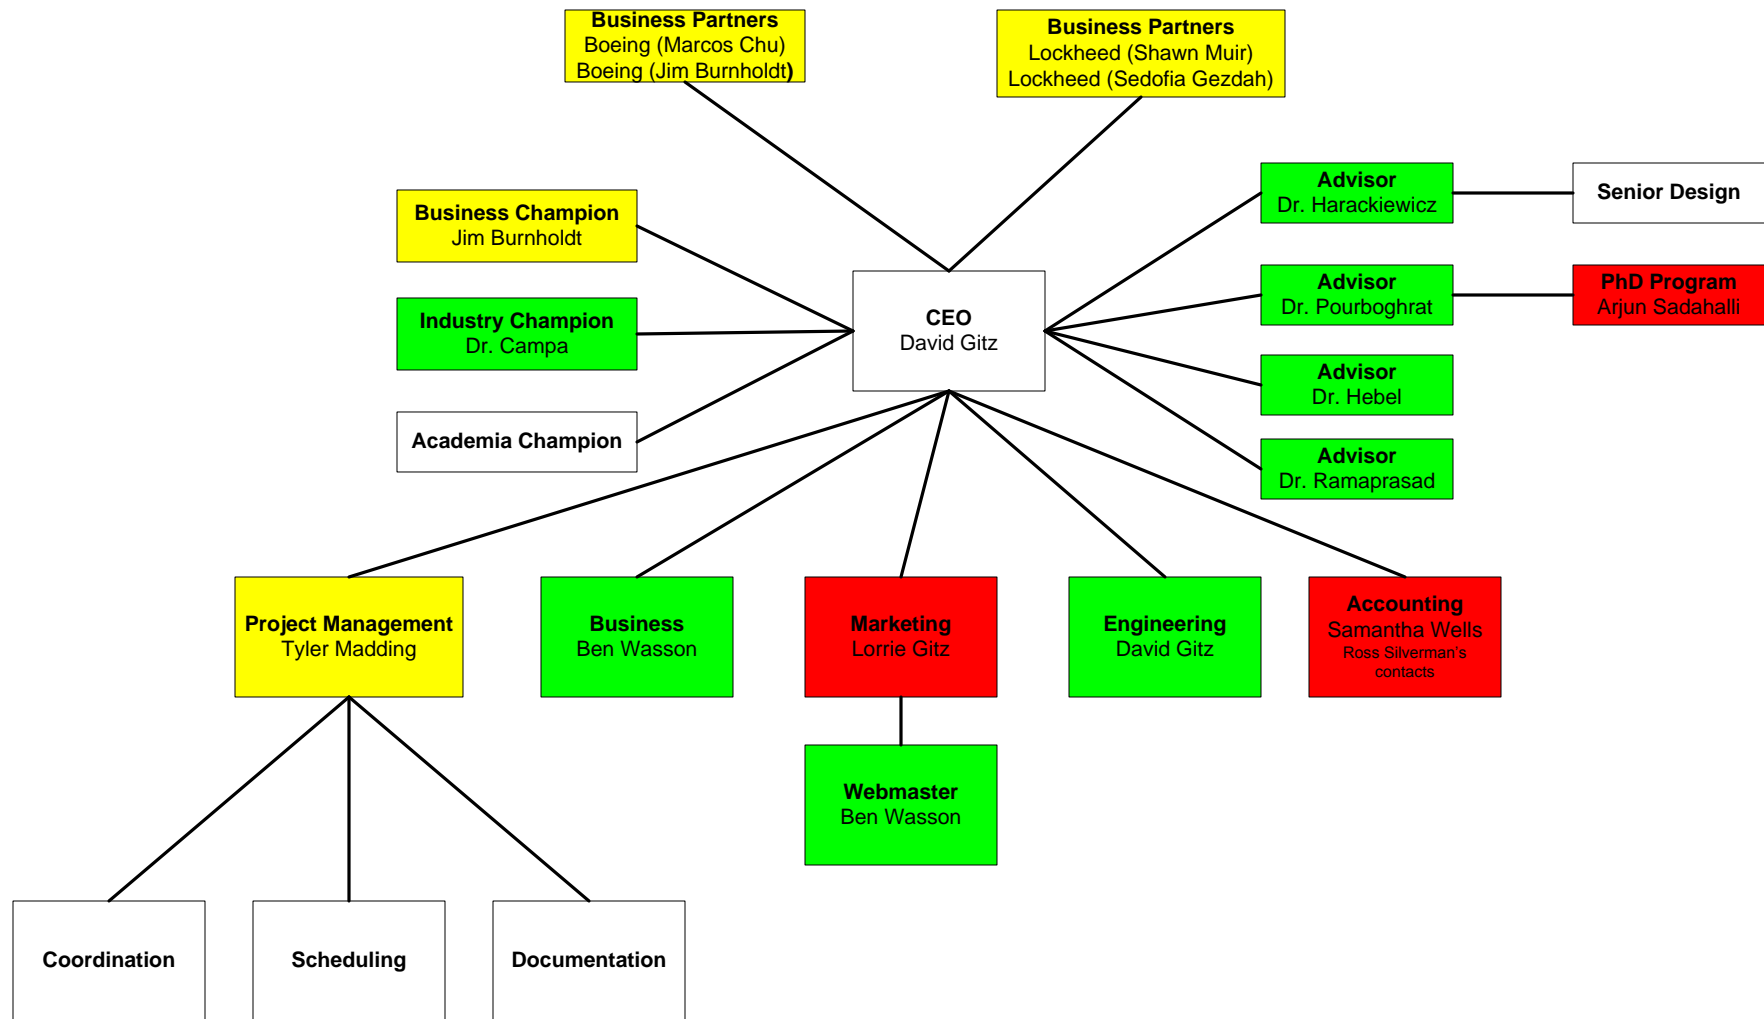 Business Partners
Boeing (Marcos Chu)
Boeing (Jim Burnholdt)
Business Partners
Lockheed (Shawn Muir)
Lockheed (Sedofia Gezdah)
Business Champion
Jim Burnholdt
Industry Champion
Dr. Campa
Academia Champion
CEO
David Gitz
Advisor
Dr. Harackiewicz
Senior Design
Advisor
Dr. Pourboghrat
PhD Program
Arjun Sadahalli
Advisor
Dr. Hebel
Advisor
Dr. Ramaprasad
Project Management
Tyler Madding
Business
Ben Wasson
Marketing
Lorrie Gitz
Engineering
David Gitz
Accounting
Samantha Wells
Ross Silverman's
contacts
Webmaster
Ben Wasson
Coordination
Scheduling
Documentation